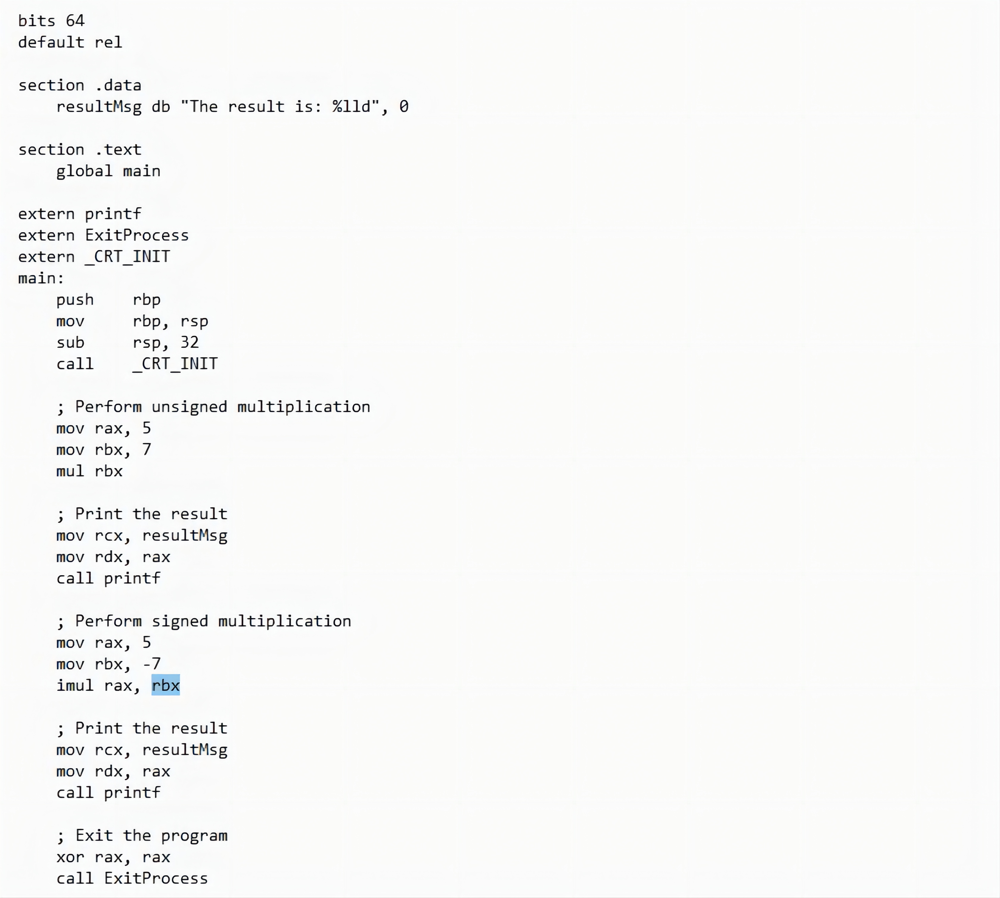 bits 64
default rel
section .data
resultMsg db "The result is: %lld", 0
section .text
global main
extern printf
extern ExitProcess
extern _CRT_INIT
main:
push rbp
mov rbp, rsp
sub rsp, 32
call _CRT_INIT
; Perform unsigned multiplication
mov rax, 5
mov rbx, 7
mul rbx
; Print the result
mov rcx, resultMsg
mov rdx, rax
call printf
; Perform signed multiplication
mov rax, 5
mov rbx, -7
imul rax, rbx
; Print the result
mov rcx, resultMsg
mov rdx, rax
call printf
; Exit the program
xor rax, rax
call ExitProcess